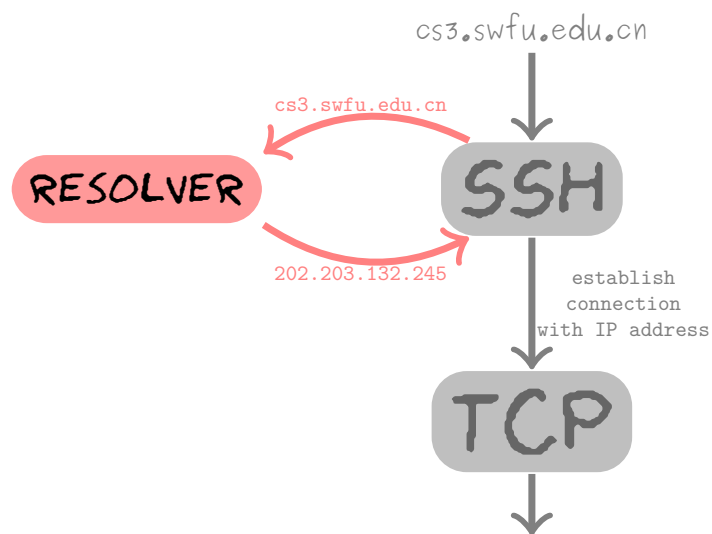 cs3.swfu.edu.cn
cs3.swfu.edu.cn
RESOLVER
SSH
202.203.132.245
establish
connection
with IP address
TCP